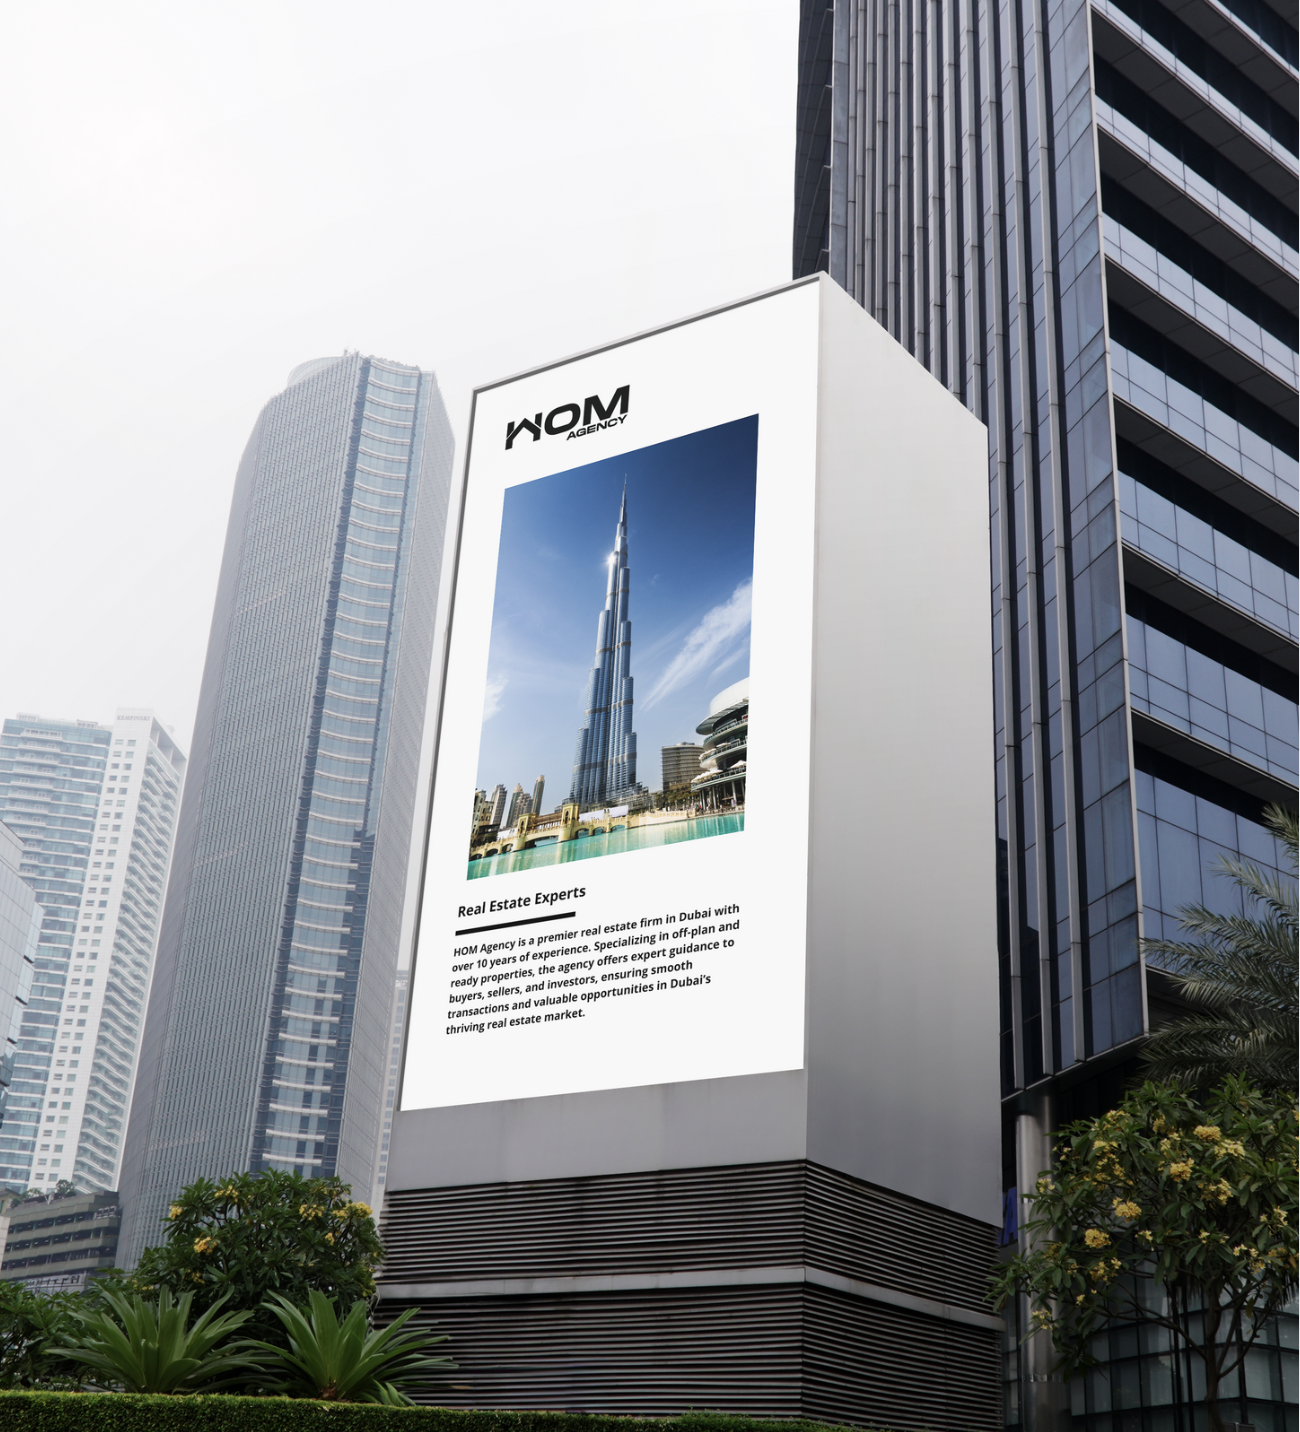 HOM
AGENCY
Real Estate Experts
HOM Agency is a premier real estate firm in Dubai with
over 10 years of experience. Specializing in off-plan and
ready properties, the agency offers expert guidance to
buyers, sellers, and investors, ensuring smooth
transactions and valuable opportunities in Dubai's
thriving real estate market.